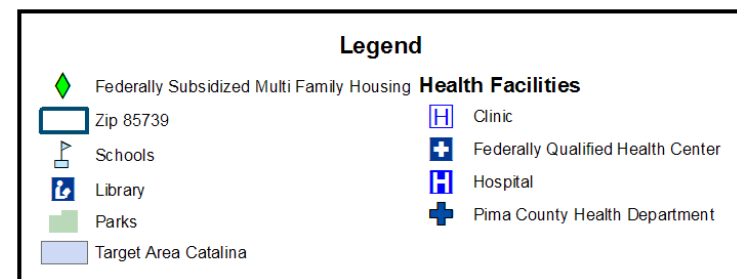 Legend
Federally Subsidized Multi Family Housing
Zip 85739
Schools
Library
Parks
Target Area Catalina
Health Facilities
H Clinic
Federally Qualified Health Center
H Hospital
Pima County Health Department